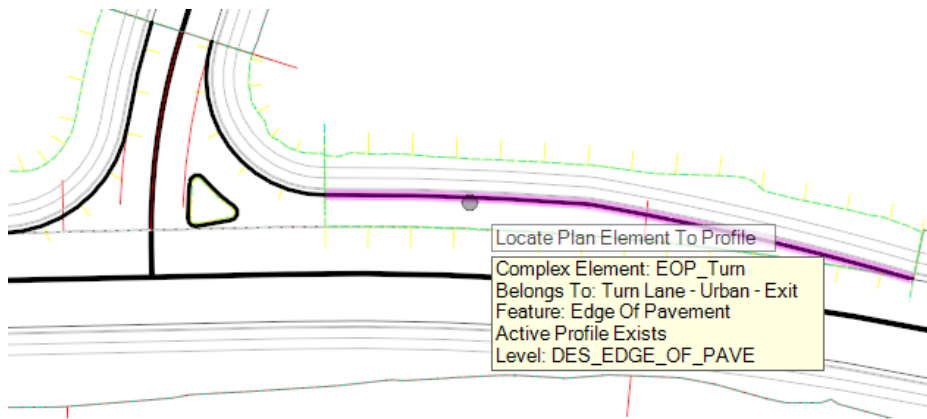 Locate Plan Element To Profile
Complex Element: EOP_Turn
Belongs To: Turn Lane - Urban - Exit
Feature: Edge Of Pavement
Active Profile Exists
Level: DES_EDGE_OF_PAVE